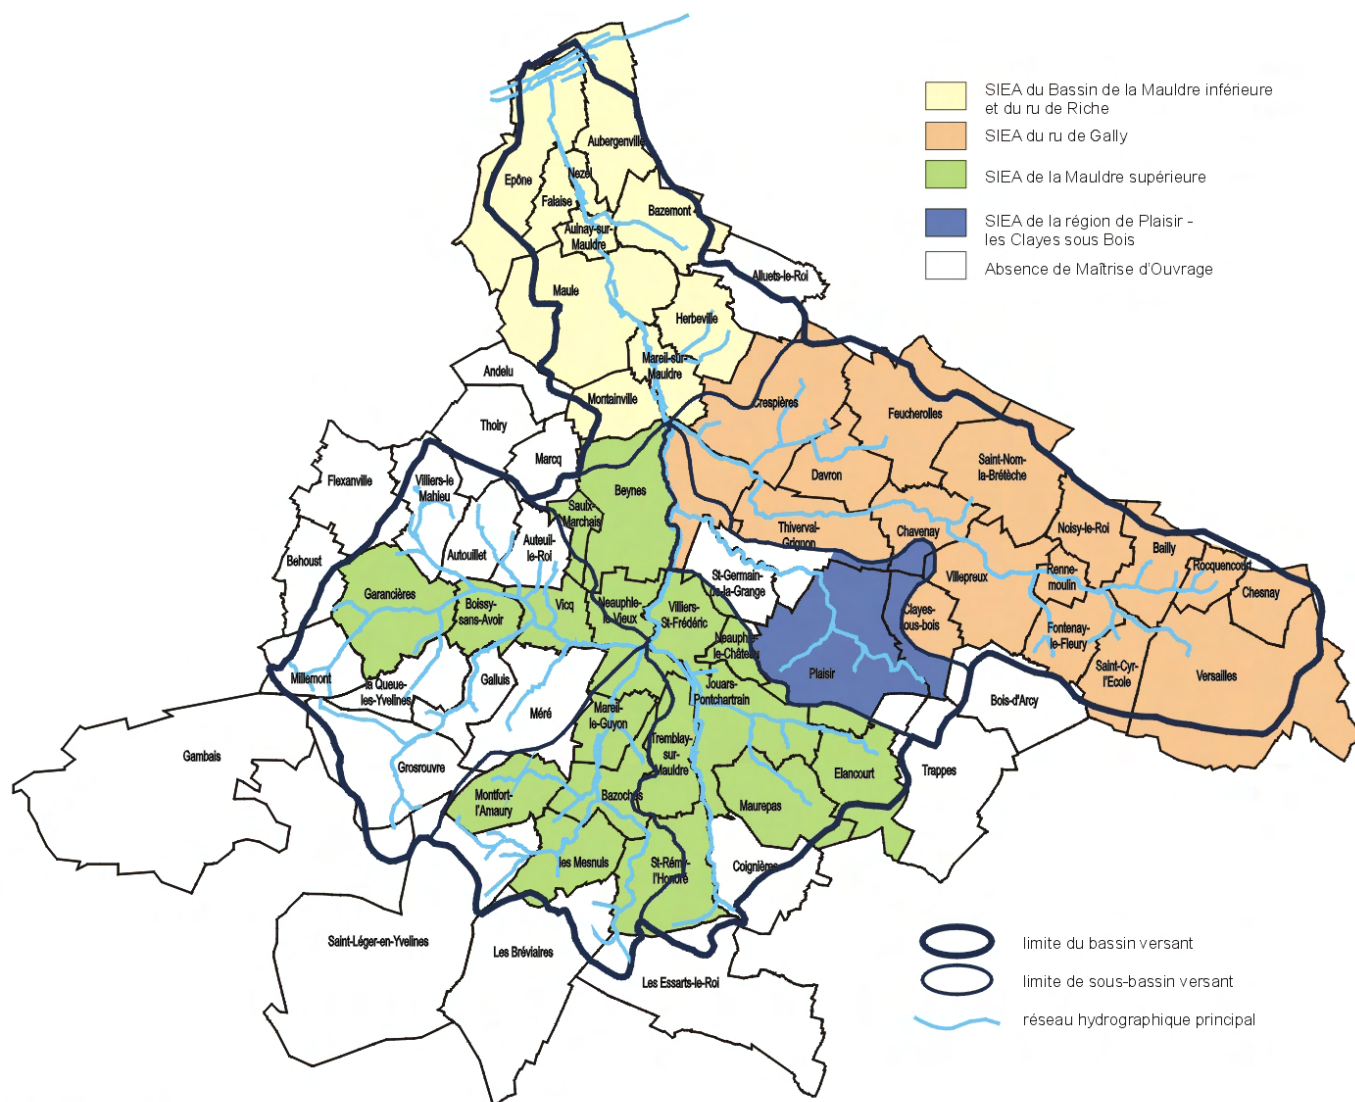 SIEA du Bassin de la Mauldre inférieure
et du ru de Riche
SIEA du ru de Gally
SIEA de la Mauldre supérieure
SIEA de la région de Plaisir -
les Clayes sous Bois
Absence de Maîtrise d'Ouvrage
Aubergenville
Epône
Nezel
Falaise
Bazemont
Aulnay-sur-
Mauldre
Alluets-le-Roi
Maule
Herbeville
Mareil-sur-
Mauldre
Andelu
Montainville
Crespières
Feucherolles
Thoiry
Marcq
Saint-Nom-
la-Brétèche
Flexanville
Villiers-le
Mahieu
Beynes
Davron
Saulx-
Marchais
Thiverval-
Grignon
Chavenay
Noisy-le-Roi
Bailly
Behoust
Autouillet
Auteuil-
le-Roi
St-Germain-
de-la-Grange
Villepreux
Renne-
moulin
Rocquencourt
Chesnay
Garancières
Boissy-
sans-Avoir
Vicq
Neauphle-
le-Vieux
Villiers-
St-Frédéric
Neauphle-
le-Château
Clayes-
sous-bois
Fontenay-
le-Fleury
Millemont
la Queue-
les-Yvelines
Galluis
Méré
Jouars-
Pontchartrain
Plaisir
Saint-Cyr-
l'Ecole
Versailles
Bois-d'Arcy
Mareil-
le-Guyon
Tremblay-
sur-
Mauldre
Gambais
Grosrouvre
Elancourt
Trappes
Montfort-
l'Amaury
Bazoches
Maurepas
les Mesnuls
St-Rémy-
l'Honoré
Coignières
Saint-Léger-en-Yvelines
Les Bréviaires
Les Essarts-le-Roi
limite du bassin versant
limite de sous-bassin versant
réseau hydrographique principal